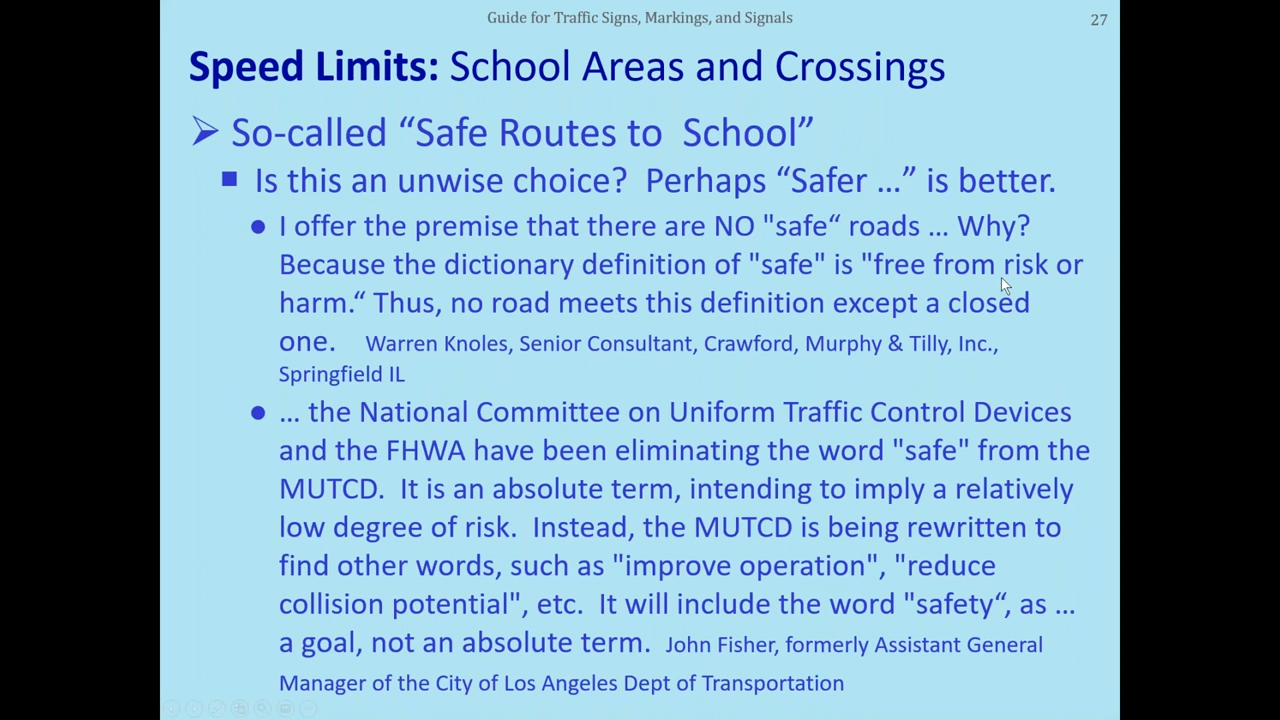 Guide for Traffic Signs, Markings, and Signals
27
Speed Limits: School Areas and Crossings
➢ So-called “Safe Routes to  School”
■ Is this an unwise choice?  Perhaps “Safer …” is better.
● I offer the premise that there are NO "safe“ roads … Why?
Because the dictionary definition of "safe" is "free from risk or
harm.“ Thus, no road meets this definition except a closed
one.   Warren Knoles, Senior Consultant, Crawford, Murphy & Tilly, Inc.,
Springfield IL
● … the National Committee on Uniform Traffic Control Devices
and the FHWA have been eliminating the word "safe" from the
MUTCD.  It is an absolute term, intending to imply a relatively
low degree of risk.  Instead, the MUTCD is being rewritten to
find other words, such as "improve operation", "reduce
collision potential", etc.  It will include the word "safety“, as …
a goal, not an absolute term.  John Fisher, formerly Assistant General
Manager of the City of Los Angeles Dept of Transportation